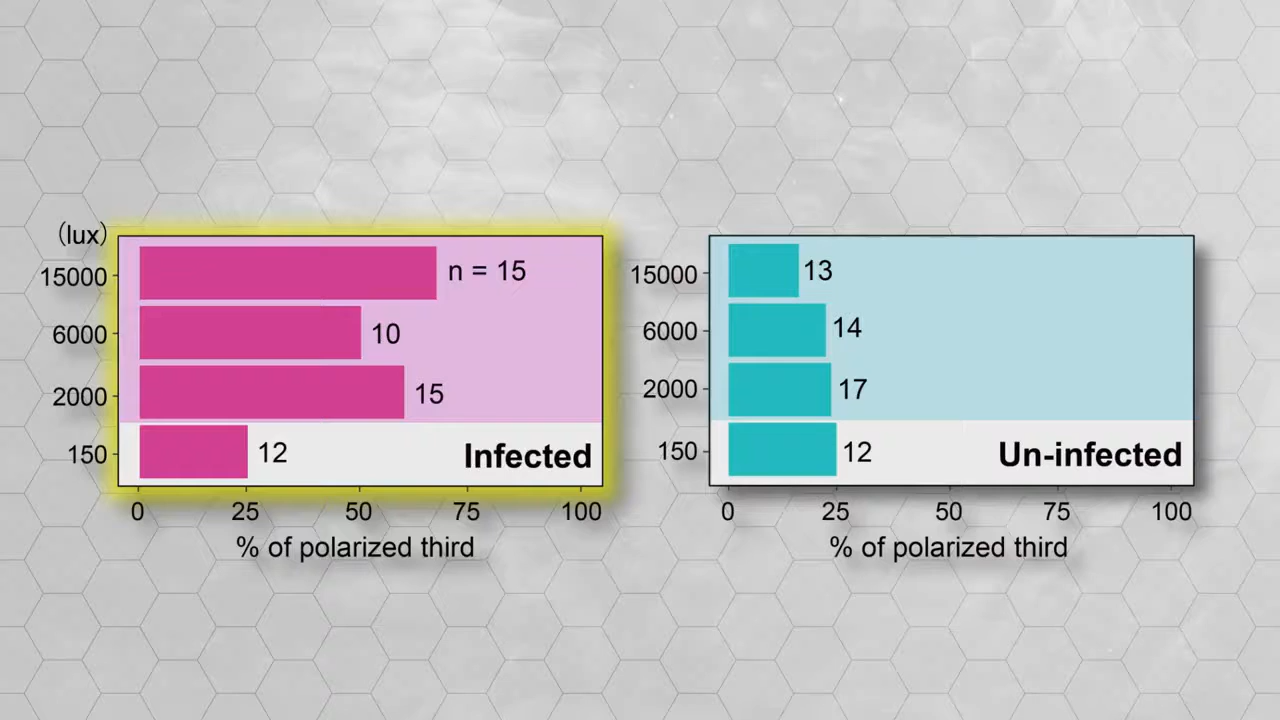 (lux)
15000
n = 15
6000
10
2000
15
150
12
Infected
0 25 50 75 100
% of polarized third
15000
13
6000
14
2000
17
150
12
Un-infected
0 25 50 75 100
% of polarized third